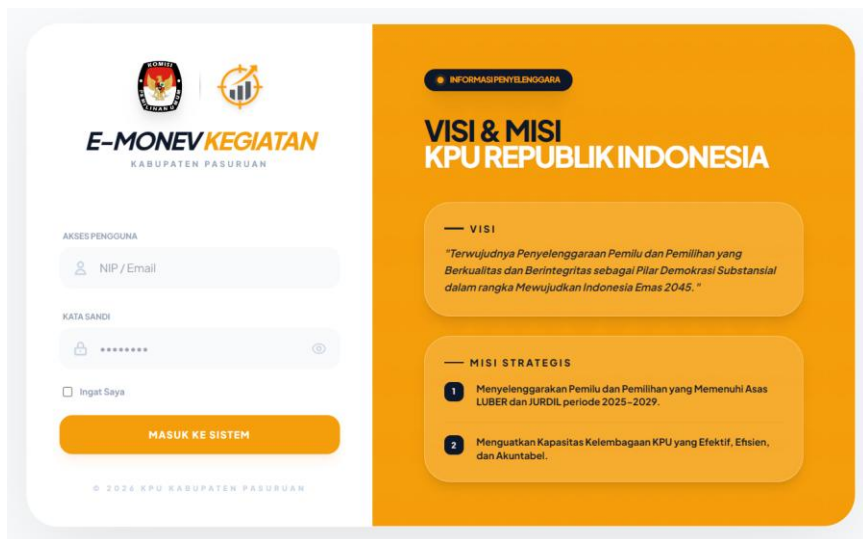 KOMISI
PEMILIHAN UMUM
E-MONEV KEGIATAN
KABUPATEN PASURUAN
AKSES PENGGUNA
NIP / Email
KATA SANDI
Ingat Saya
MASUK KE SISTEM
© 2026 KPU KABUPATEN PASURUAN
INFORMASI PENYELENGGARA
VISI & MISI
KPU REPUBLIK INDONESIA
VISI
"Terwujudnya Penyelenggaraan Pemilu dan Pemilihan yang
Berkualitas dan Berintegritas sebagai Pilar Demokrasi Substansial
dalam rangka Mewujudkan Indonesia Emas 2045."
MISI STRATEGIS
1 Menyelenggarakan Pemilu dan Pemilihan yang Memenuhi Asas
LUBER dan JURDIL periode 2025-2029.
2 Menguatkan Kapasitas Kelembagaan KPU yang Efektif, Efisien,
dan Akuntabel.